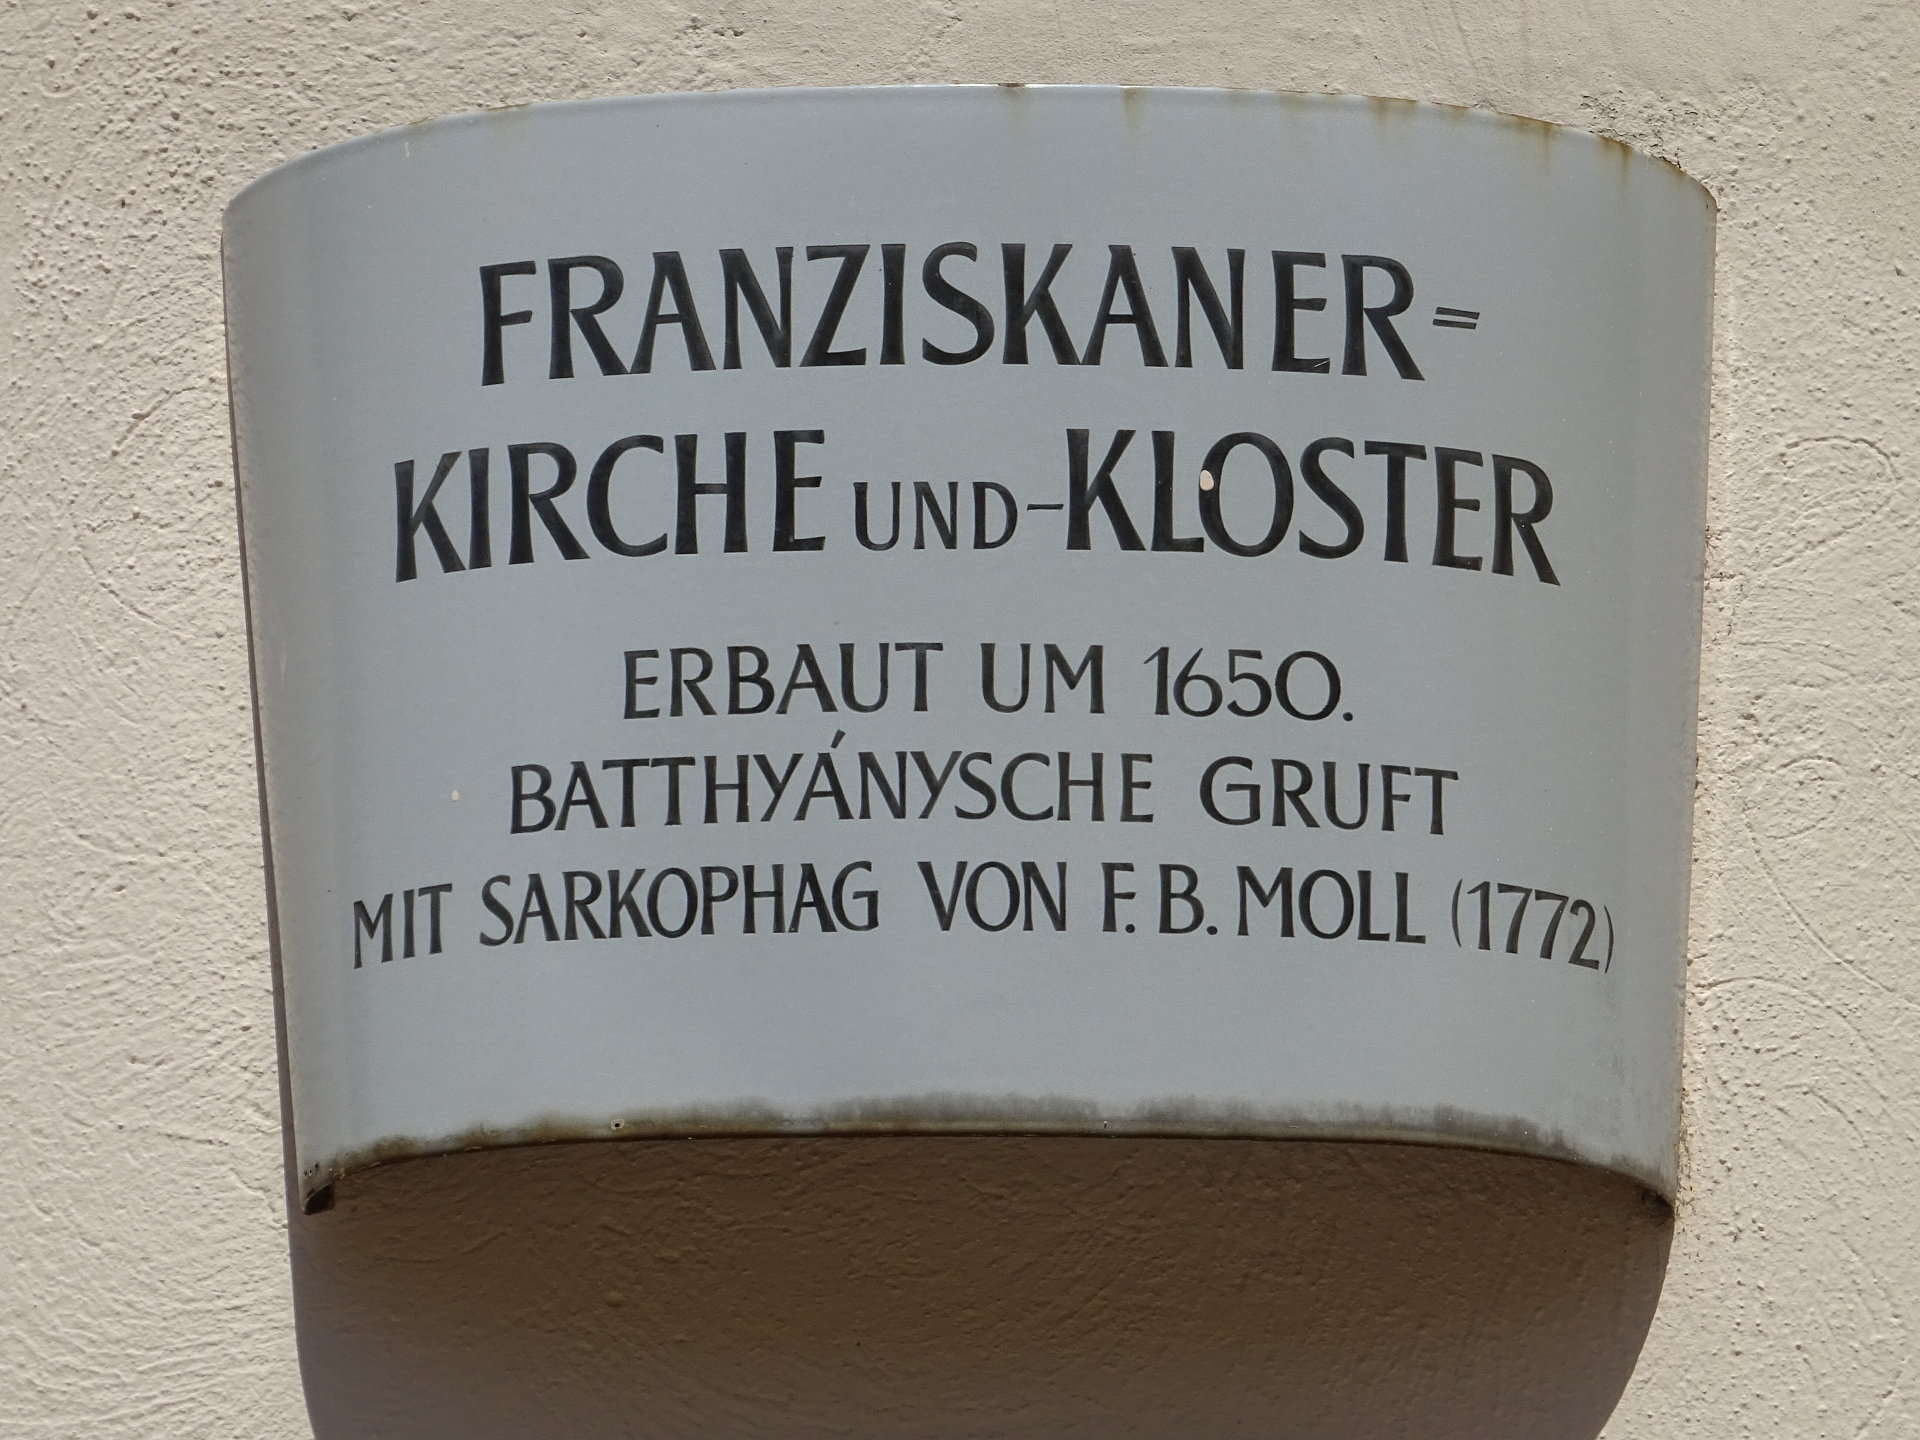 FRANZISKANER=
KIRCHE UND-KLOSTER
ERBAUT UM 1650.
BATTHYÁNYSCHE GRUFT
MIT SARKOPHAG VON F. B. MOLL (1772)